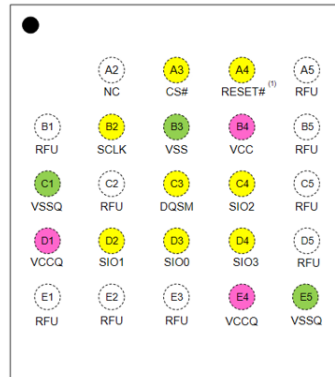 A2 A3 A4 A5
NC CS# RESET# (1) RFU
B1 B2 B3 B4 B5
RFU SCLK VSS VCC RFU
C1 C2 C3 C4 C5
VSSQ RFU DQSM SIO2 RFU
D1 D2 D3 D4 D5
VCCQ SIO1 SIO0 SIO3 RFU
E1 E2 E3 E4 E5
RFU RFU RFU VCCQ VSSQ